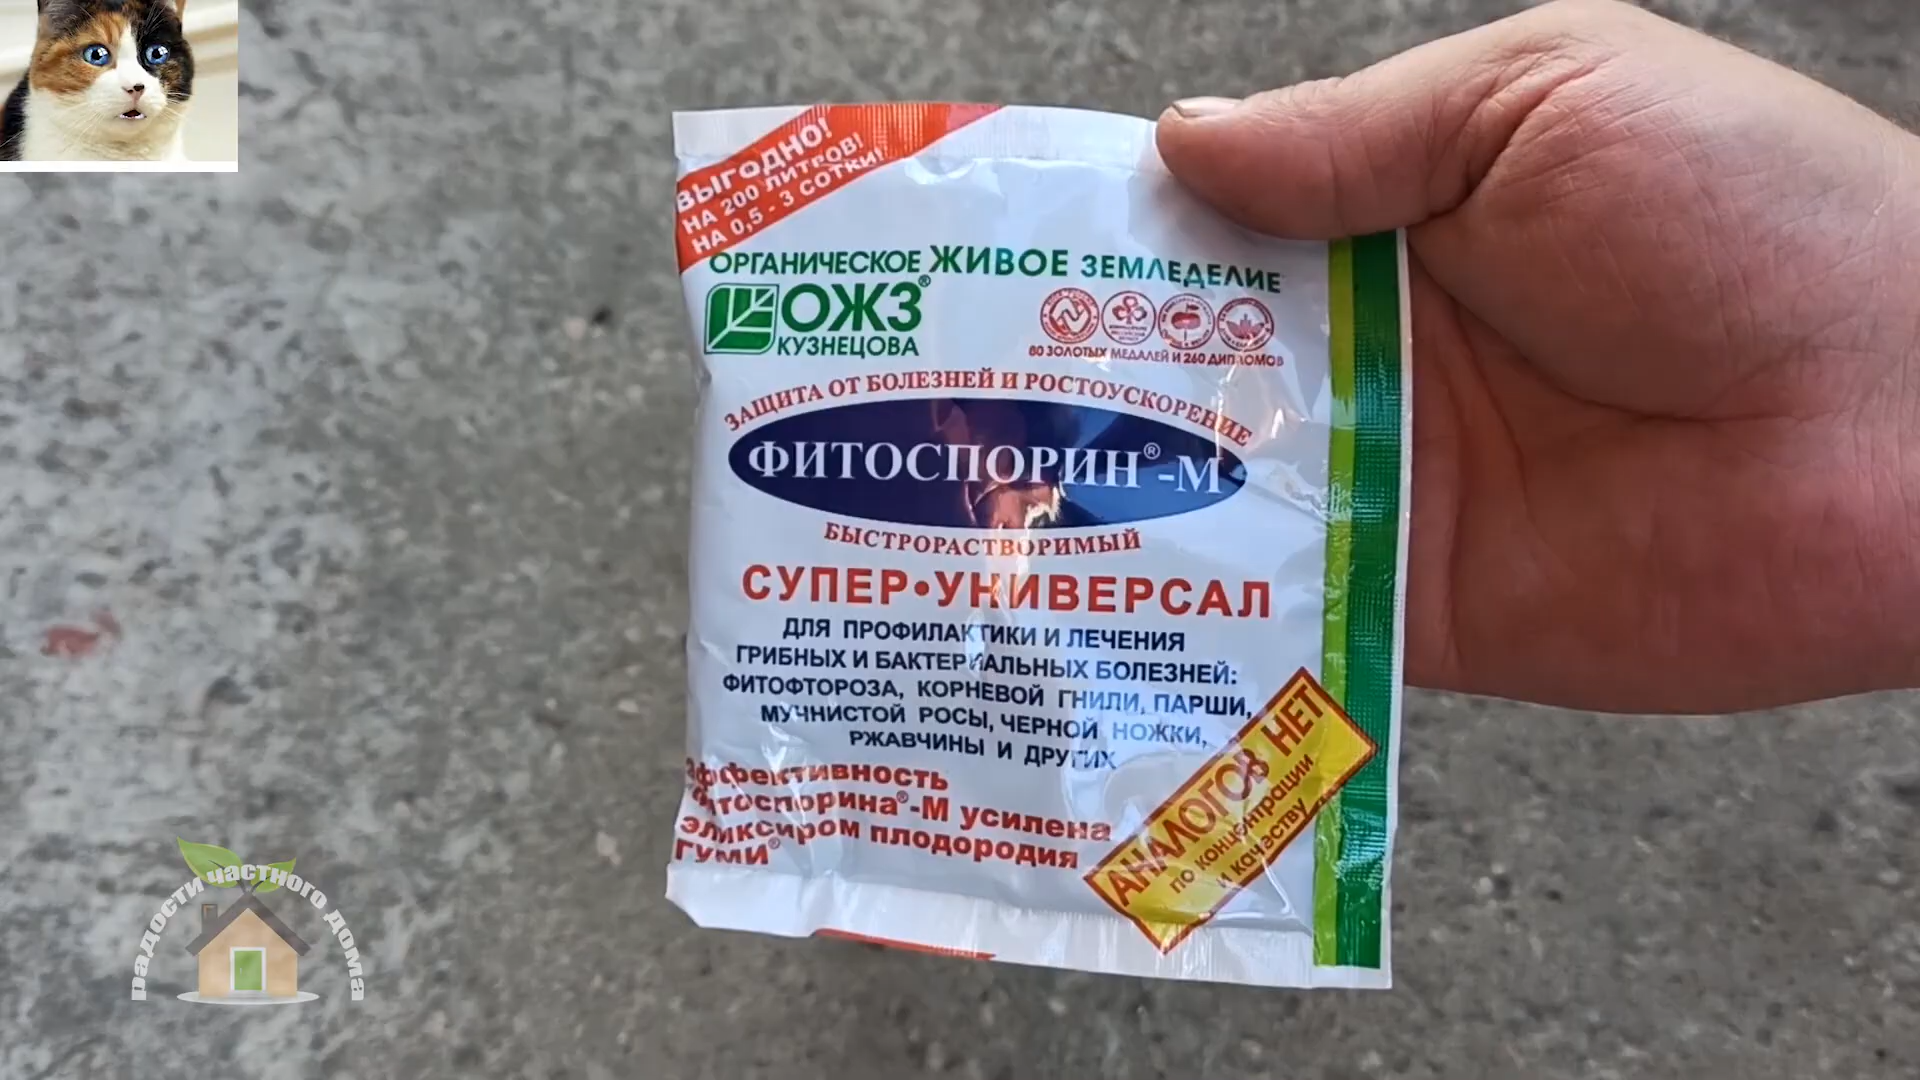 ВЫГОДНО!
НА 200 ЛИТРОВ!
НА 0,5 - 3 СОТКИ!
ОРГАНИЧЕСКОЕ ЖИВОЕ ЗЕМЛЕДЕЛИЕ
ОЖЗ®
КУЗНЕЦОВА
80 ЗОЛОТЫХ МЕДАЛЕЙ И 260 ДИПЛОМОВ
ЗАЩИТА ОТ БОЛЕЗНЕЙ И РОСТОУСКОРЕНИЕ
ФИТОСПОРИН®-М
БЫСТРОРАСТВОРИМЫЙ
СУПЕР•УНИВЕРСАЛ
ДЛЯ ПРОФИЛАКТИКИ И ЛЕЧЕНИЯ
ГРИБНЫХ И БАКТЕРИАЛЬНЫХ БОЛЕЗНЕЙ:
ФИТОФТОРОЗА, КОРНЕВОЙ ГНИЛИ, ПАРШИ,
МУЧНИСТОЙ РОСЫ, ЧЕРНОЙ НОЖКИ,
РЖАВЧИНЫ И ДРУГИХ
Эффективность
Фитоспорина®-М усилена
эликсиром плодородия
ГУМИ®
АНАЛОГОВ НЕТ
по концентрации
и качеству
радости частного дома